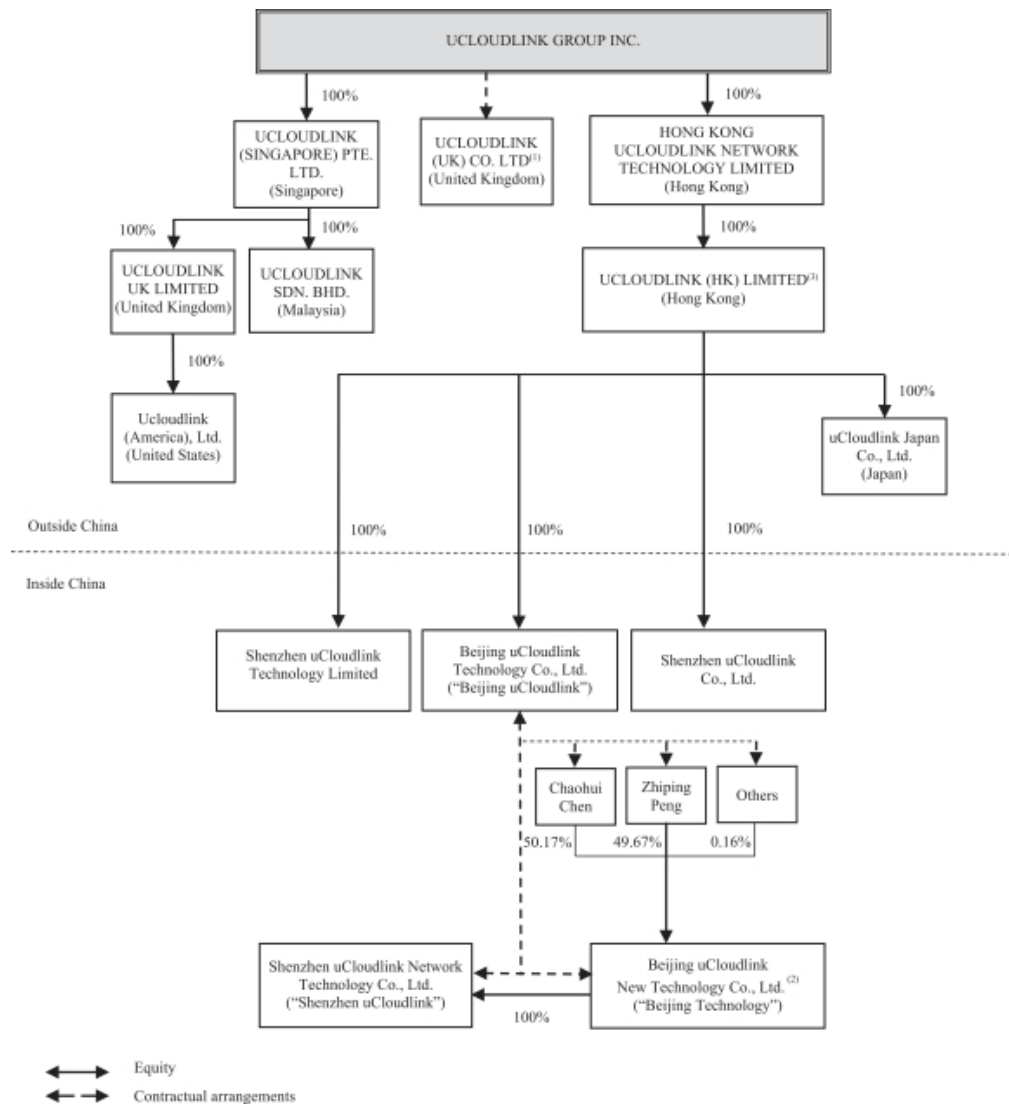 UCLOUDLINK GROUP INC.
100%
100%
UCLOUDLINK
(SINGAPORE) PTE.
LTD.
(Singapore)
UCLOUDLINK
(UK) CO. LTD(1)
(United Kingdom)
HONG KONG
UCLOUDLINK NETWORK
TECHNOLOGY LIMITED
(Hong Kong)
100%
100%
100%
UCLOUDLINK
UK LIMITED
(United Kingdom)
UCLOUDLINK
SDN. BHD.
(Malaysia)
UCLOUDLINK (HK) LIMITED(3)
(Hong Kong)
100%
100%
Ucloudlink
(America), Ltd.
(United States)
uCloudlink Japan
Co., Ltd.
(Japan)
Outside China
100%
100%
100%
Inside China
Shenzhen uCloudlink
Technology Limited
Beijing uCloudlink
Technology Co., Ltd.
(“Beijing uCloudlink”)
Shenzhen uCloudlink
Co., Ltd.
Chaohui
Chen
Zhiping
Peng
Others
50.17%
49.67%
0.16%
Shenzhen uCloudlink Network
Technology Co., Ltd.
(“Shenzhen uCloudlink”)
Beijing uCloudlink
New Technology Co., Ltd. (2)
(“Beijing Technology”)
100%
Equity
Contractual arrangements